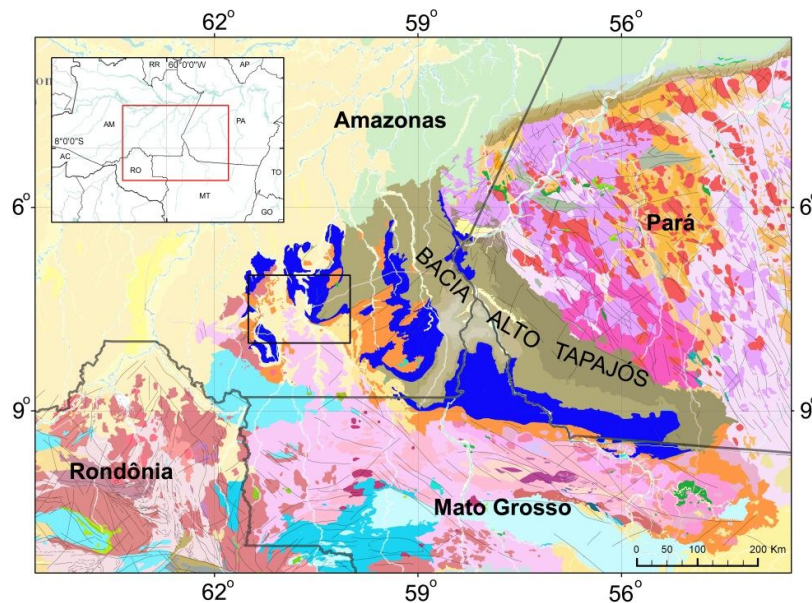 62° 59° 56°
RR 60°0'0"W AP
AM PA
8°0'0"S
AC RO TO
MT
GO
Amazonas
6° 6°
Pará
BACIA ALTO TAPAJÓS
9° 9°
Rondônia
Mato Grosso
0 50 100 200 Km
62° 59° 56°